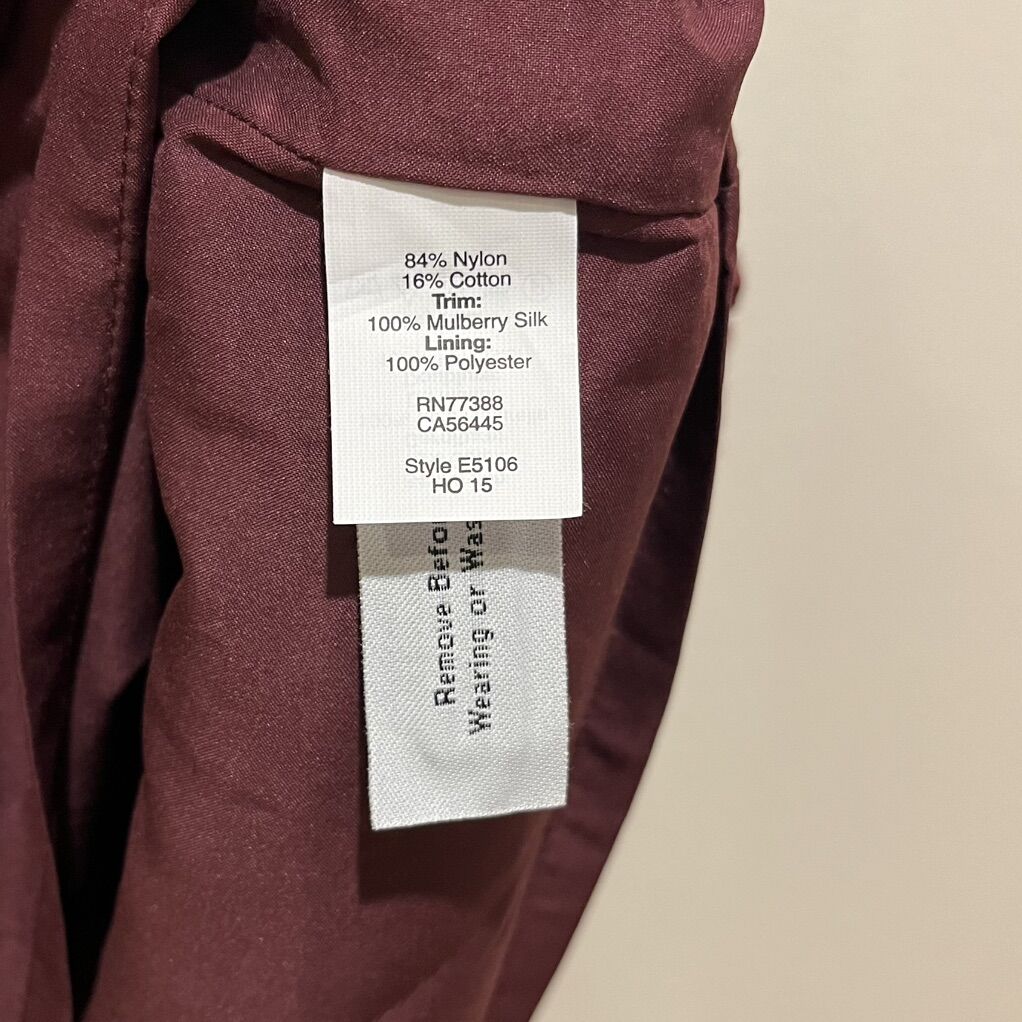 84% Nylon
16% Cotton
Trim:
100% Mulberry Silk
Lining:
100% Polyester
RN77388
CA56445
Style E5106
HO 15
Remove Befo
Wearing or Was